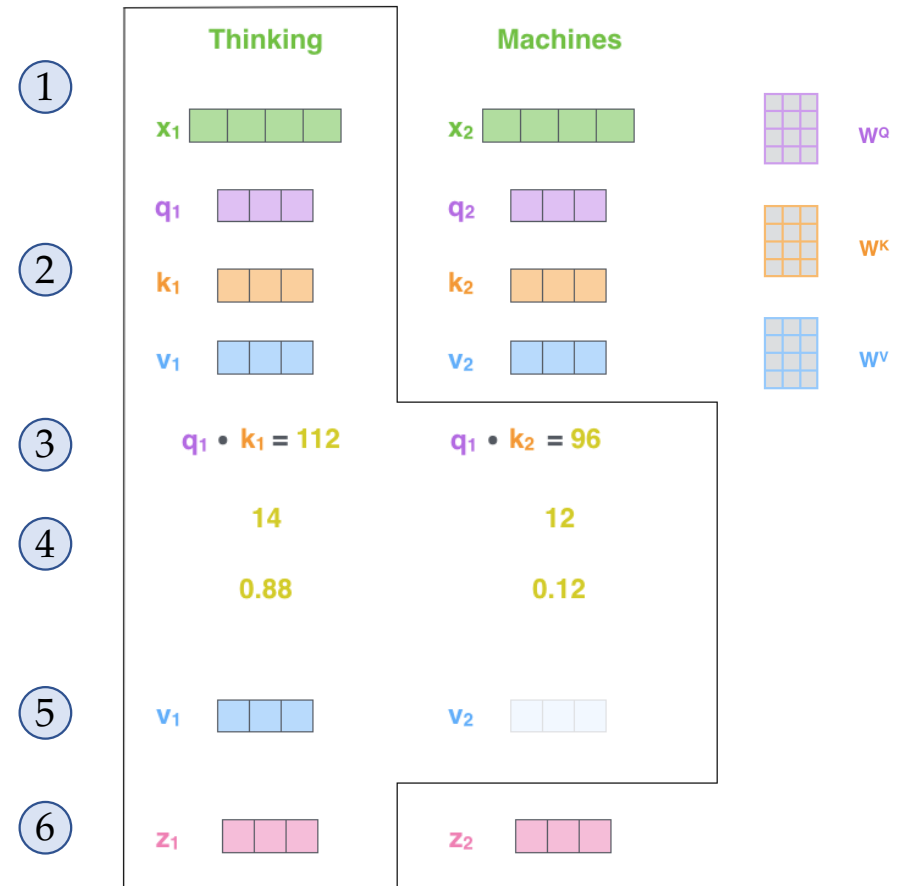 Thinking Machines
1
x₁ x₂ Wᴼ
q₁ q₂
2
k₁ k₂ Wᴷ
v₁ v₂ Wⱽ
3 q₁ • k₁ = 112 q₁ • k₂ = 96
14 12
4
0.88 0.12
5 v₁ v₂
6 z₁ z₂